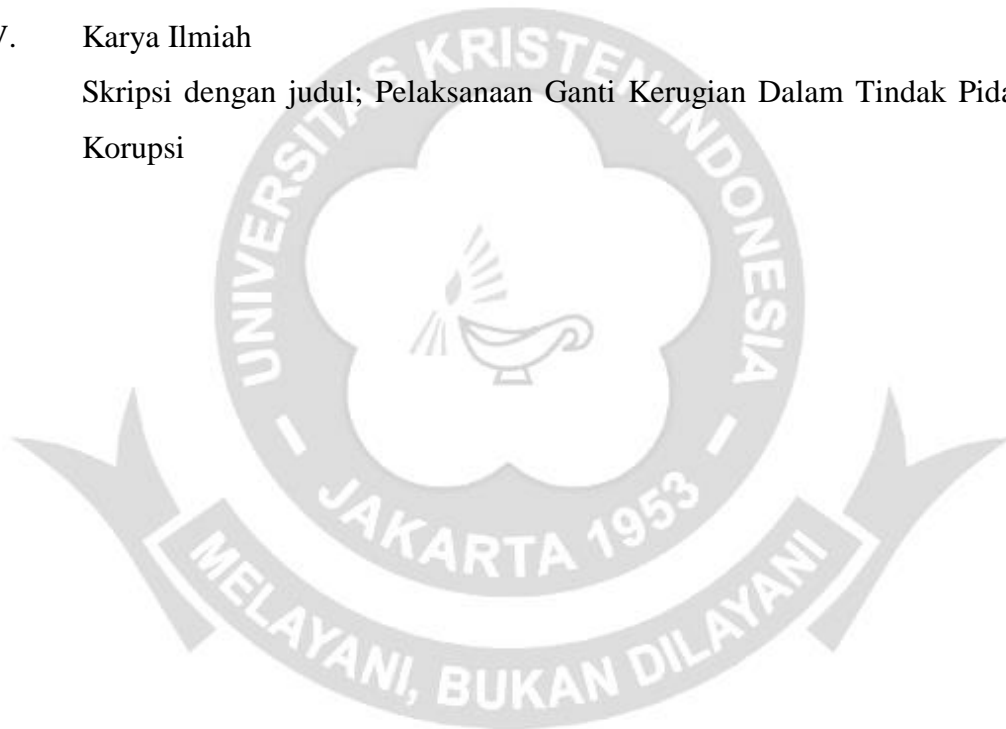 V. Karya Ilmiah
Skripsi dengan judul; Pelaksanaan Ganti Kerugian Dalam Tindak
Korupsi
UNIVERSITAS KRISTEN INDONESIA
- JAKARTA 1953 -
MELAYANI, BUKAN DILAYANI